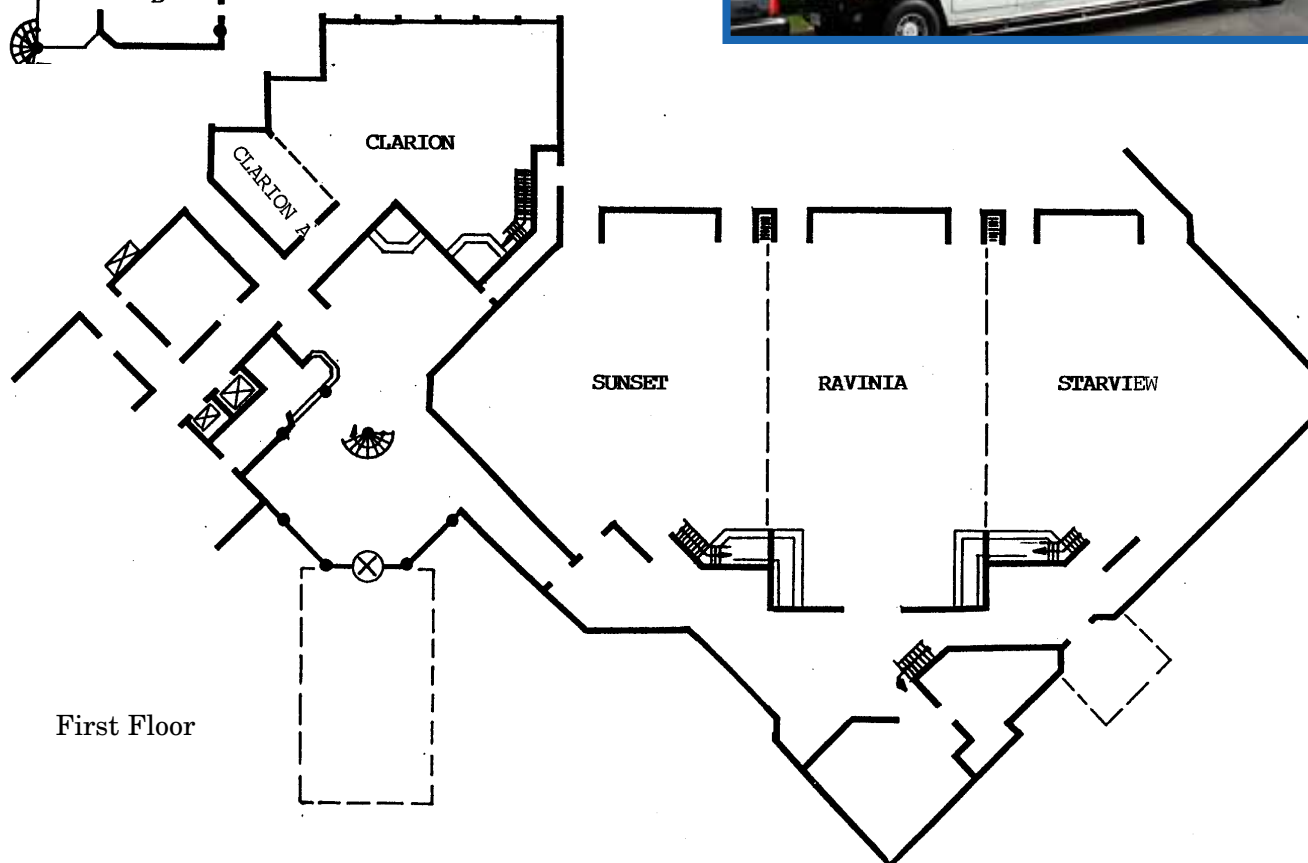 CLARION
CLARION A
SUNSET
RAVINIA
STARVIEW
First Floor